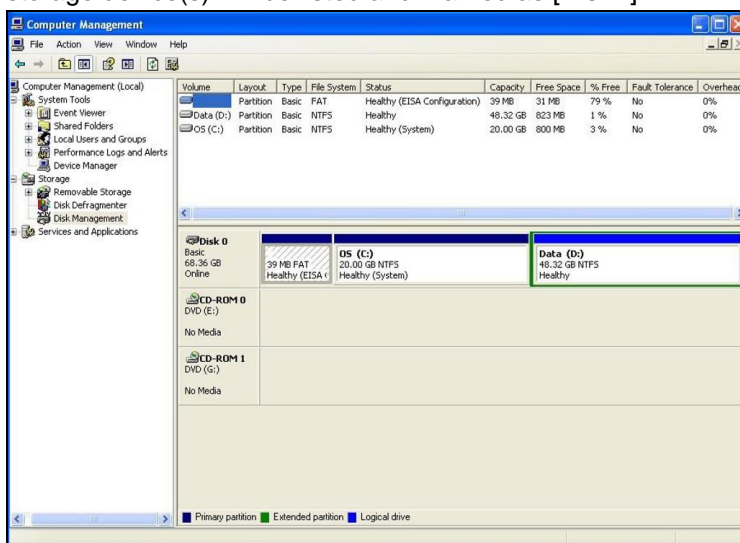 Computer Management
File Action View Window Help
Computer Management (Local)
System Tools
Event Viewer
Shared Folders
Local Users and Groups
Performance Logs and Alerts
Device Manager
Storage
Removable Storage
Disk Defragmenter
Disk Management
Services and Applications
Volume Layout Type File System Status Capacity Free Space % Free Fault Tolerance Overhead
Partition Basic FAT Healthy (EISA Configuration) 39 MB 31 MB 79 % No 0%
Data (D:) Partition Basic NTFS Healthy 48.32 GB 823 MB 1 % No 0%
OS (C:) Partition Basic NTFS Healthy (System) 20.00 GB 800 MB 3 % No 0%
Disk 0
Basic
68.36 GB
Online
39 MB FAT
Healthy (EISA
OS (C:)
20.00 GB NTFS
Healthy (System)
Data (D:)
48.32 GB NTFS
Healthy
CD-ROM 0
DVD (E:)
No Media
CD-ROM 1
DVD (G:)
No Media
Primary partition Extended partition Logical drive